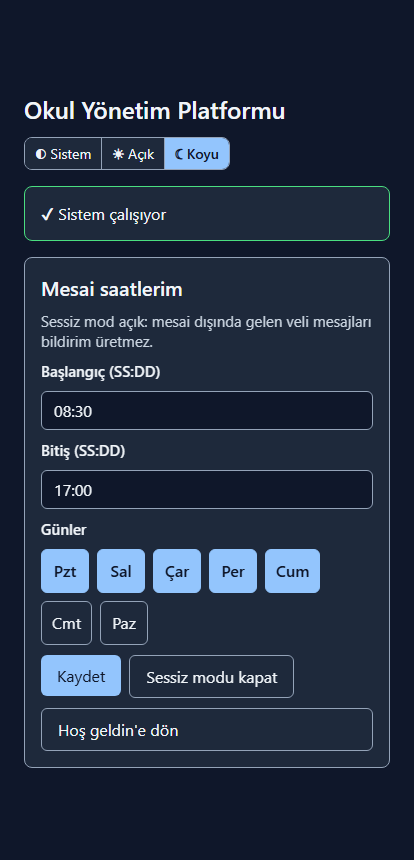 Okul Yönetim Platformu
◐ Sistem ☀ Açık ☾ Koyu
✓ Sistem çalışıyor
Mesai saatlerim
Sessiz mod açık: mesai dışında gelen veli mesajları
bildirim üretmez.
Başlangıç (SS:DD)
08:30
Bitiş (SS:DD)
17:00
Günler
Pzt Sal Çar Per Cum
Cmt Paz
Kaydet Sessiz modu kapat
Hoş geldin'e dön